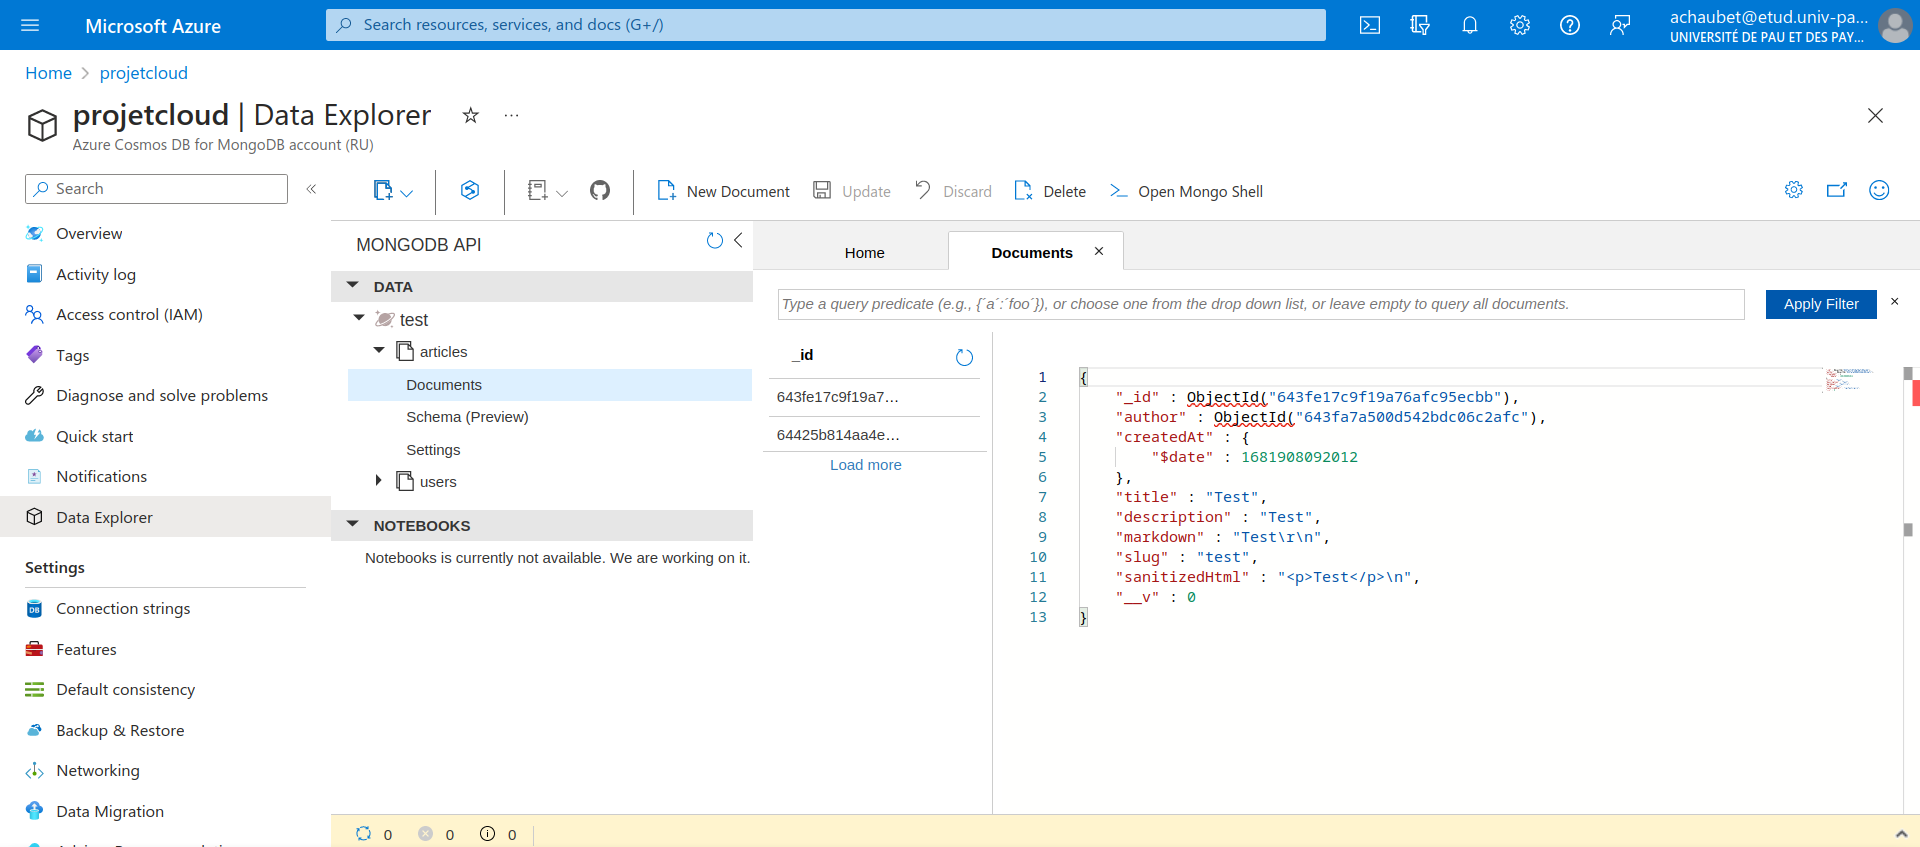 Microsoft Azure
Search resources, services, and docs (G+/)
achaubet@etud.univ-pa...
UNIVERSITÉ DE PAU ET DES PAY...
Home > projetcloud
projetcloud | Data Explorer
Azure Cosmos DB for MongoDB account (RU)
Search
New Document
Update
Discard
Delete
Open Mongo Shell
Overview
Activity log
Access control (IAM)
Tags
Diagnose and solve problems
Quick start
Notifications
Data Explorer
Settings
Connection strings
Features
Default consistency
Backup & Restore
Networking
Data Migration
MONGODB API
DATA
test
articles
Documents
Schema (Preview)
Settings
users
NOTEBOOKS
Notebooks is currently not available. We are working on it.
Home
Documents
Type a query predicate (e.g., {´a´:´foo´}), or choose one from the drop down list, or leave empty to query all documents.
Apply Filter
_id
643fe17c9f19a7...
64425b814aa4e...
Load more
1 {
2 "_id" : ObjectId("643fe17c9f19a76afc95ecbb"),
3 "author" : ObjectId("643fa7a500d542bdc06c2afc"),
4 "createdAt" : {
5 "$date" : 1681908092012
6 },
7 "title" : "Test",
8 "description" : "Test",
9 "markdown" : "Test\r\n",
10 "slug" : "test",
11 "sanitizedHtml" : "<p>Test</p>\n",
12 "__v" : 0
13 }
0 0 0